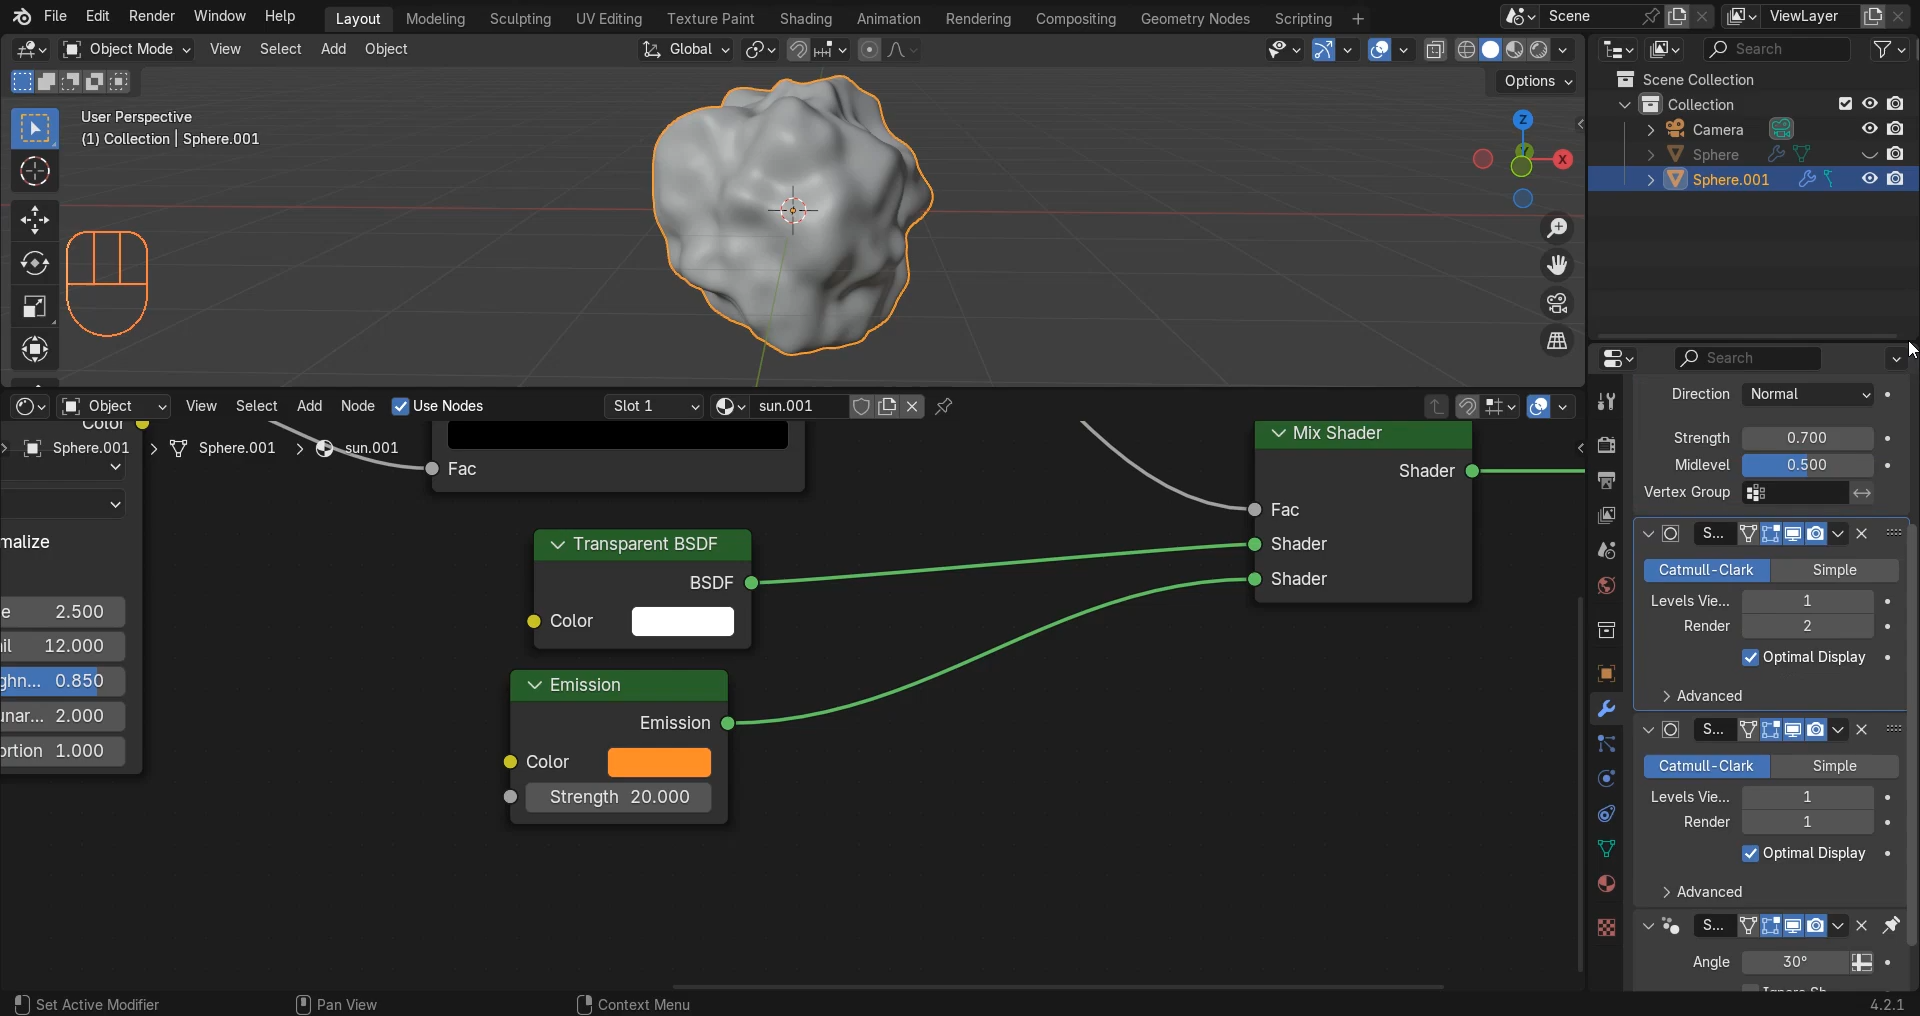 File Edit Render Window Help Layout Modeling Sculpting UV Editing Texture Paint Shading Animation Rendering Compositing Geometry Nodes Scripting + Scene ViewLayer
Object Mode View Select Add Object Global Search
Options
User Perspective
(1) Collection | Sphere.001
Z
Y
X
Scene Collection
Collection
Camera
Sphere
Sphere.001
Object View Select Add Node Use Nodes Slot 1 sun.001
Color
Sphere.001 > Sphere.001 > sun.001
malize
e 2.500
il 12.000
ghn... 0.850
unar... 2.000
ortion 1.000
Fac
Transparent BSDF
BSDF
Color
Emission
Emission
Color
Strength 20.000
Mix Shader
Shader
Fac
Shader
Shader
Search
Direction Normal
Strength 0.700
Midlevel 0.500
Vertex Group
S...
Catmull-Clark Simple
Levels Vie... 1
Render 2
Optimal Display
Advanced
S...
Catmull-Clark Simple
Levels Vie... 1
Render 1
Optimal Display
Advanced
S...
Angle 30°
Set Active Modifier Pan View Context Menu 4.2.1